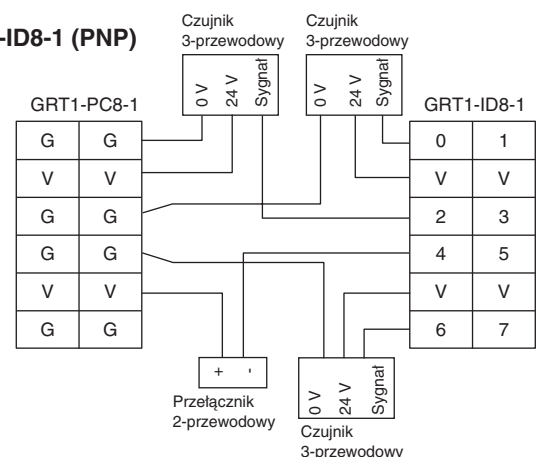 -ID8-1 (PNP)
Czujnik
3-przewodowy
Czujnik
3-przewodowy
0 V
24 V
Sygnał
0 V
24 V
Sygnał
GRT1-PC8-1
GRT1-ID8-1
G G
V V
G G
G G
V V
G G
0 1
V V
2 3
4 5
V V
6 7
+ -
Przełącznik
2-przewodowy
0 V
24 V
Sygnał
Czujnik
3-przewodowy